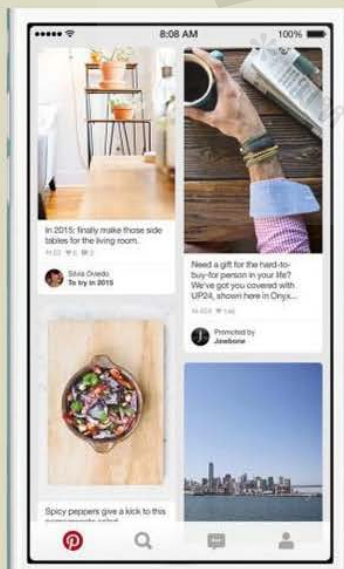 8:08 AM
100%
In 2015: finally make those side
tables for the living room.
Silvia Oviedo
To try in 2015
Need a gift for the hard-to-
buy-for person in your life?
We've got you covered with
UP24, shown here in Onyx...
Promoted by
Jawbone
Spicy peppers give a kick to this